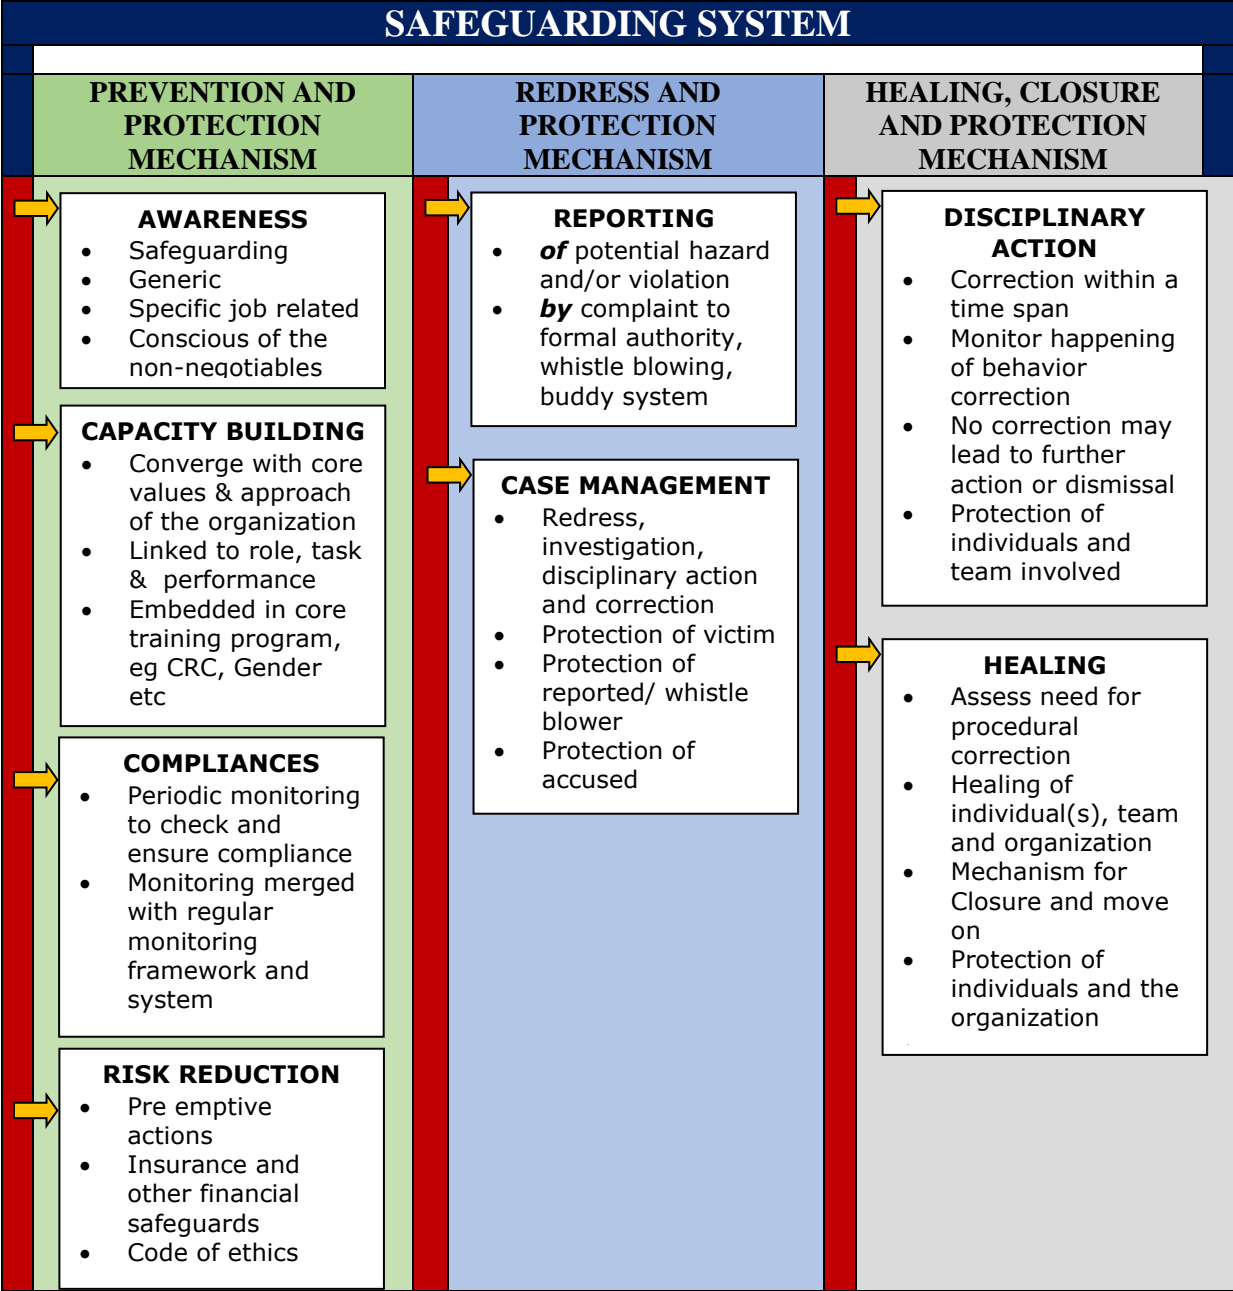 SAFEGUARDING SYSTEM
PREVENTION AND
PROTECTION
MECHANISM
AWARENESS
• Safeguarding
• Generic
• Specific job related
• Conscious of the
non-negotiables
CAPACITY BUILDING
• Converge with core
values & approach
of the organization
• Linked to role, task
& performance
• Embedded in core
training program,
eg CRC, Gender
etc
COMPLIANCES
• Periodic monitoring
to check and
ensure compliance
• Monitoring merged
with regular
monitoring
framework and
system
RISK REDUCTION
• Pre emptive
actions
• Insurance and
other financial
safeguards
• Code of ethics
REDRESS AND
PROTECTION
MECHANISM
REPORTING
• of potential hazard
and/or violation
• by complaint to
formal authority,
whistle blowing,
buddy system
CASE MANAGEMENT
• Redress,
investigation,
disciplinary action
and correction
• Protection of victim
• Protection of
reported/ whistle
blower
• Protection of
accused
HEALING, CLOSURE
AND PROTECTION
MECHANISM
DISCIPLINARY
ACTION
• Correction within a
time span
• Monitor happening
of behavior
correction
• No correction may
lead to further
action or dismissal
• Protection of
individuals and
team involved
HEALING
• Assess need for
procedural
correction
• Healing of
individual(s), team
and organization
• Mechanism for
Closure and move
on
• Protection of
individuals and the
organization